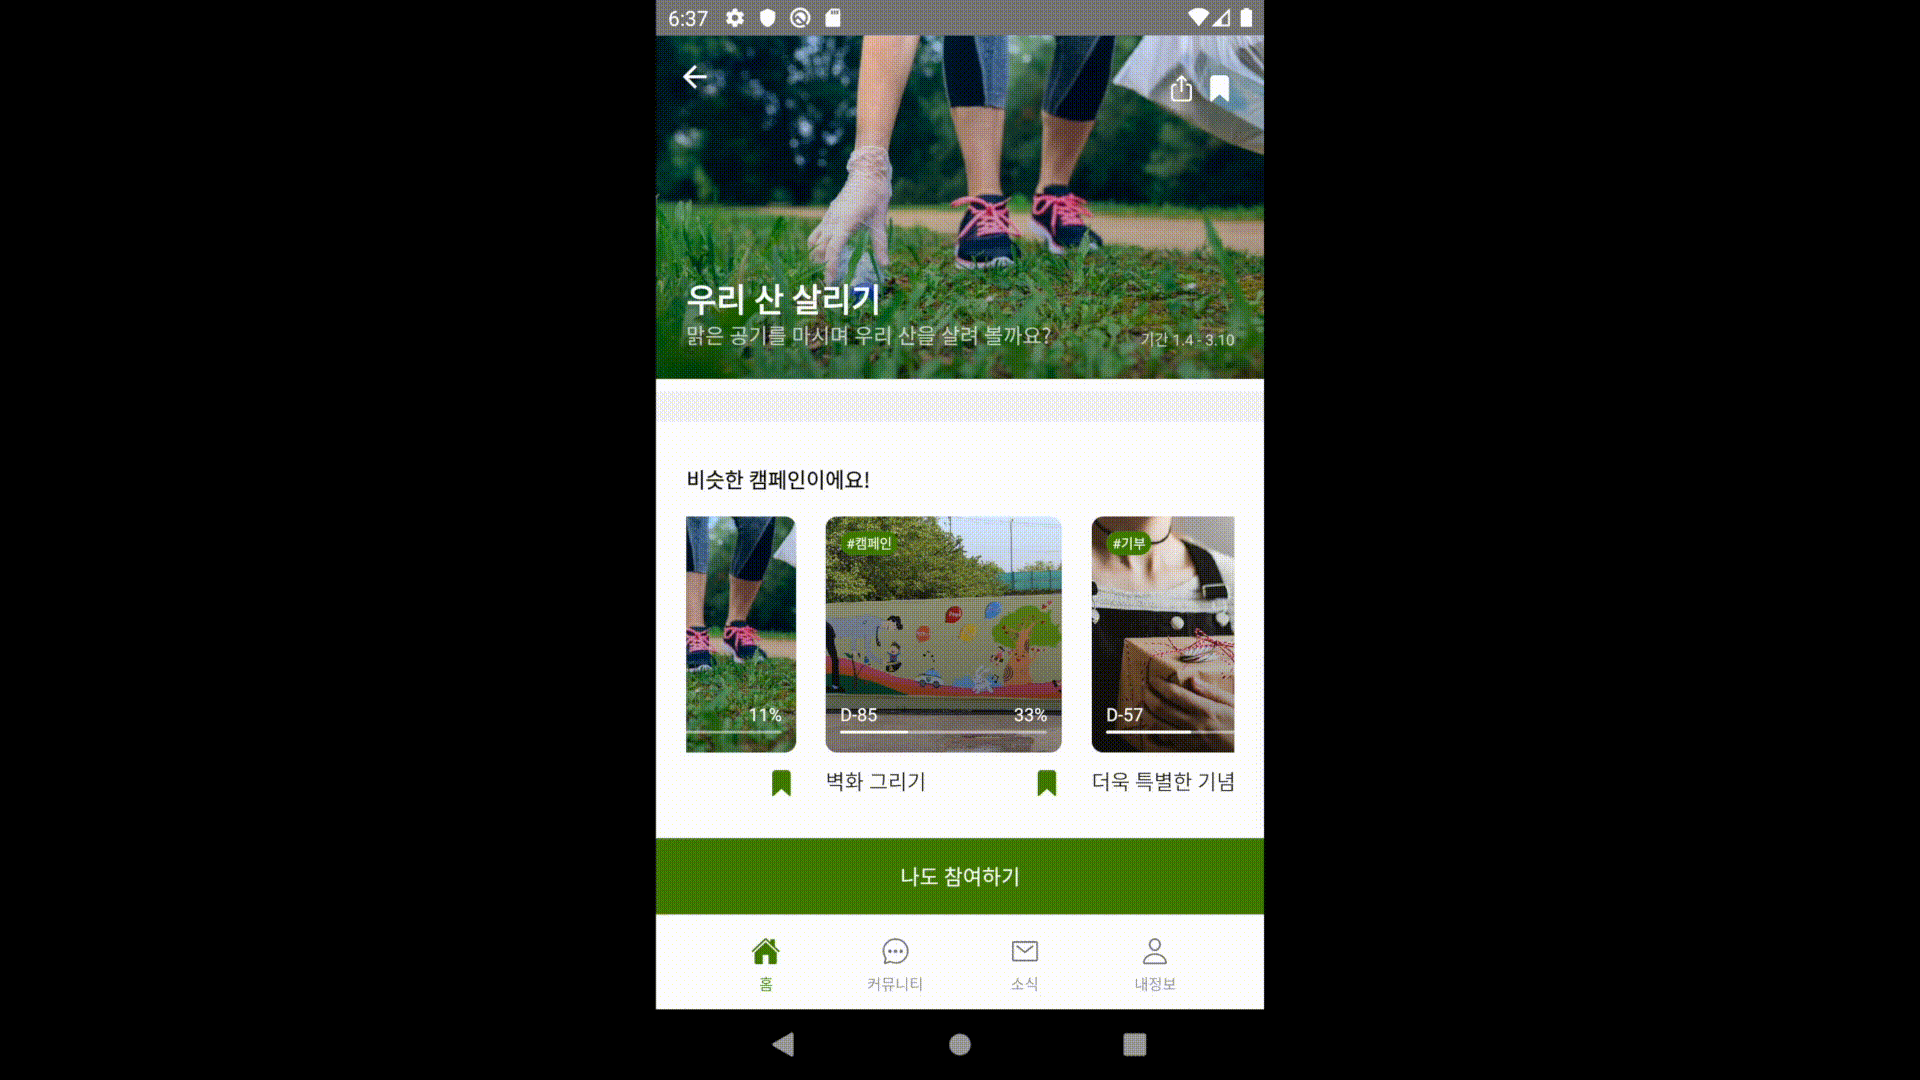 6:37
우리 산 살리기
맑은 공기를 마시며 우리 산을 살려 볼까요?
기간 1.4 - 3.10
비슷한 캠페인이에요!
#캠페인
#기부
11%
D-85
33%
D-57
벽화 그리기
더욱 특별한 기념
나도 참여하기
홈
커뮤니티
소식
내정보